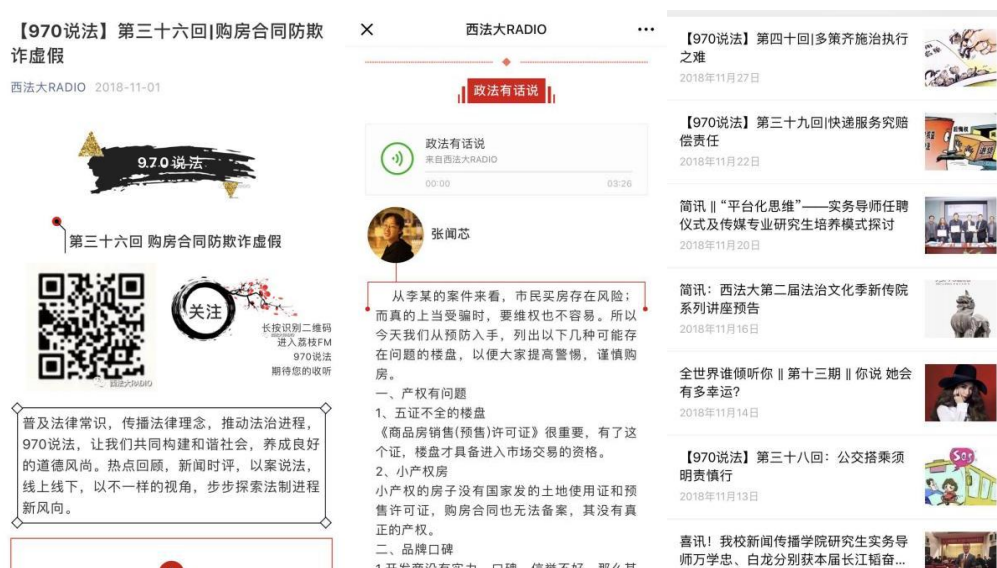 【970说法】第三十六回|购房合同防欺
诈虚假
西法大RADIO 2018-11-01
9.7.0 说法
第三十六回 购房合同防欺诈虚假
关注
长按识别二维码
进入荔枝FM
970说法
期待您的收听
西法大RADIO
普及法律常识，传播法律理念，推动法治进程，
970说法，让我们共同构建和谐社会，养成良好
的道德风尚。热点回顾，新闻时评，以案说法，
线上线下，以不一样的视角，步步探索法制进程
新风向。
西法大RADIO
政法有话说
政法有话说
来自西法大RADIO
00:00 03:26
张闻芯
从李某的案件来看，市民买房存在风险；
而真的上当受骗时，要维权也不容易。所以
今天我们从预防入手，列出以下几种可能存
在问题的楼盘，以便大家提高警惕，谨慎购
房。
一、产权有问题
1、五证不全的楼盘
《商品房销售(预售)许可证》很重要，有了这
个证，楼盘才具备进入市场交易的资格。
2、小产权房
小产权的房子没有国家发的土地使用证和预
售许可证，购房合同也无法备案，其没有真
正的产权。
二、品牌口碑
1.开发商没有实力，口碑、信誉不好，那么其
【970说法】第四十回|多策齐施治执行
之难
2018年11月27日
【970说法】第三十九回|快递服务究赔
偿责任
2018年11月22日
简讯 || “平台化思维”——实务导师任聘
仪式及传媒专业研究生培养模式探讨
2018年11月20日
简讯：西法大第二届法治文化季新传院
系列讲座预告
2018年11月16日
全世界谁倾听你 || 第十三期 || 你说 她会
有多幸运?
2018年11月14日
【970说法】第三十八回：公交搭乘须
明责慎行
2018年11月13日
SOS
喜讯！我校新闻传播学院研究生实务导
师万学忠、白龙分别获本届长江韬奋...